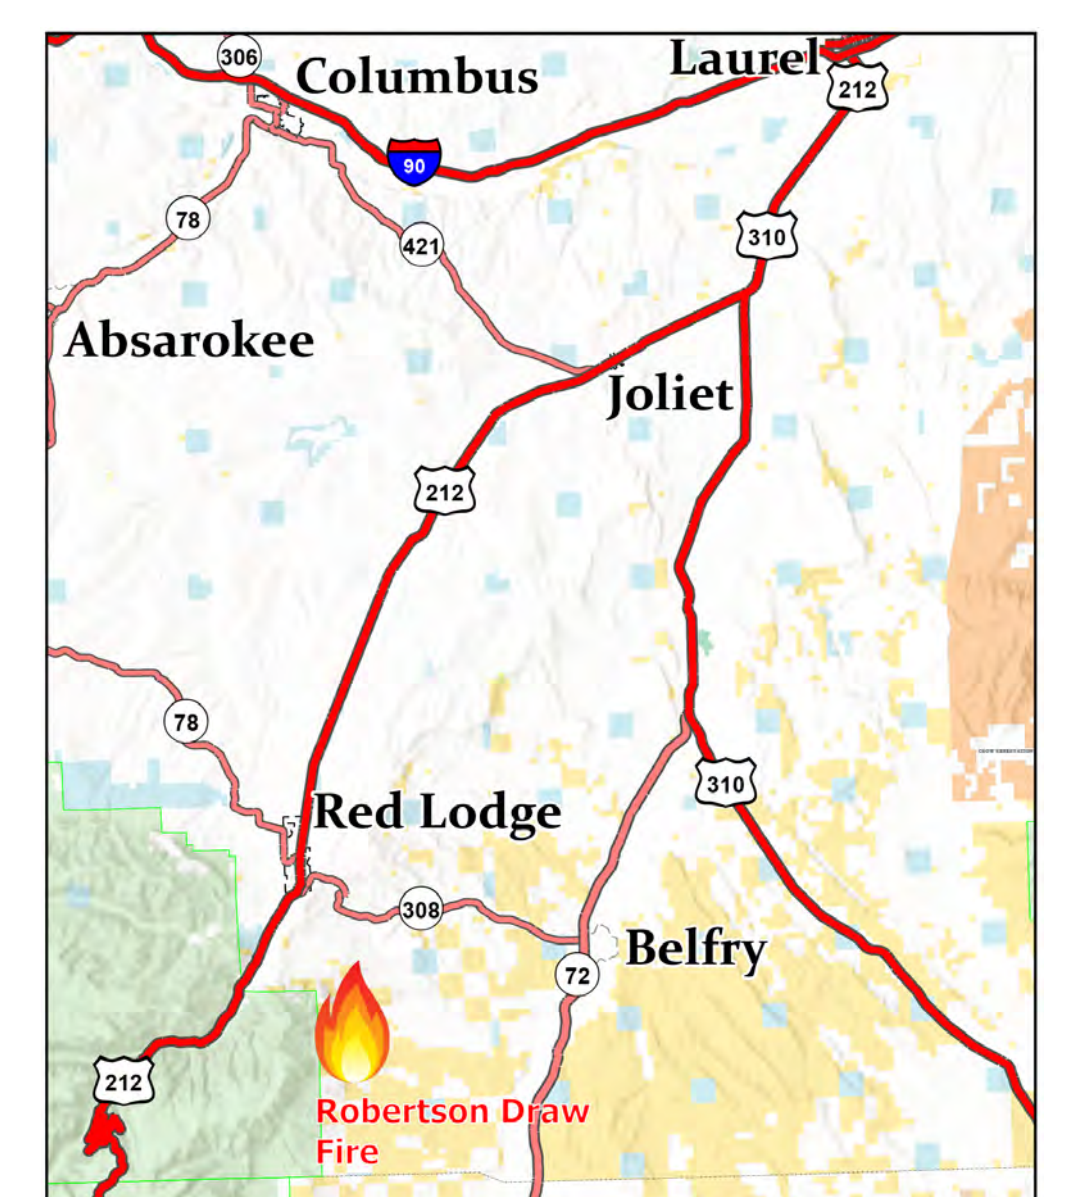 306
Columbus
Laurel
212
90
78
310
421
Absarokee
Joliet
212
78
310
Red Lodge
308
Belfry
72
212
Robertson Draw
Fire